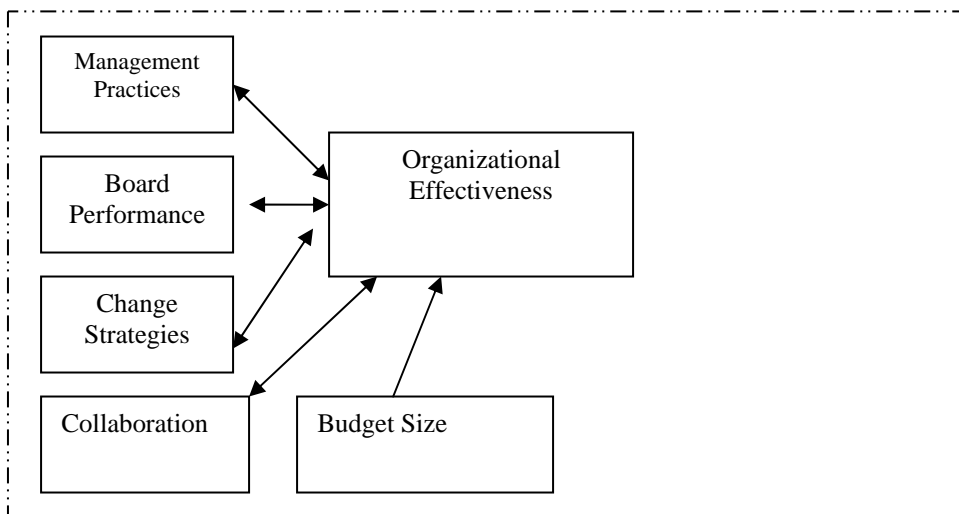 Management
Practices
Board
Performance
Organizational
Effectiveness
Change
Strategies
Collaboration
Budget Size